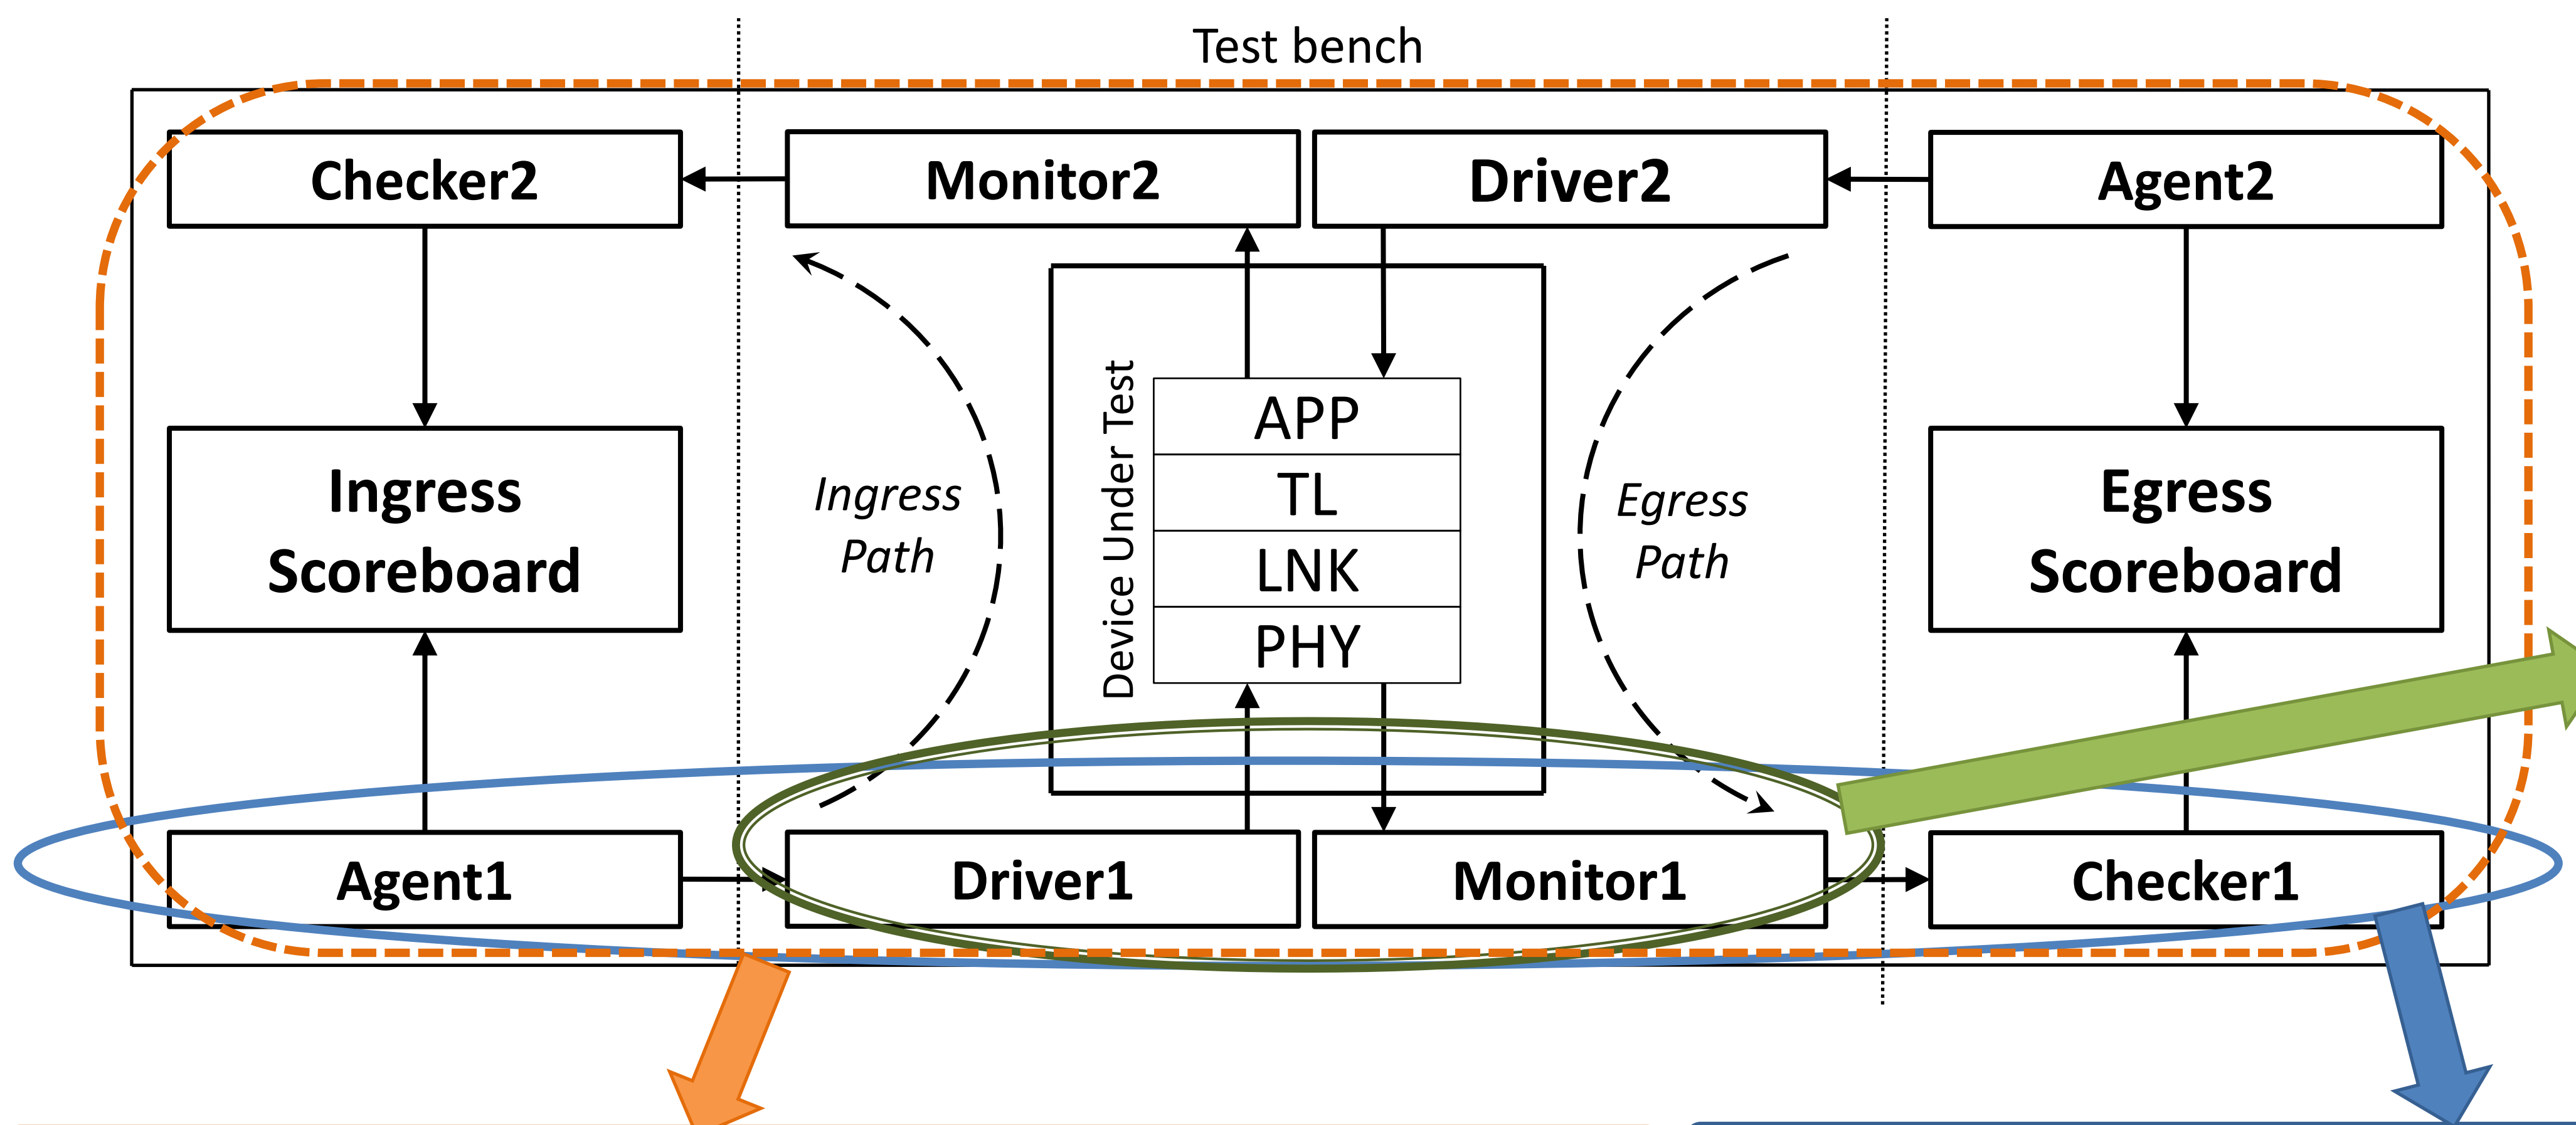 Test bench
Checker2
Monitor2
Driver2
Agent2
Ingress
Scoreboard
Ingress
Path
Device Under Test
APP
TL
LNK
PHY
Egress
Path
Egress
Scoreboard
Agent1
Driver1
Monitor1
Checker1